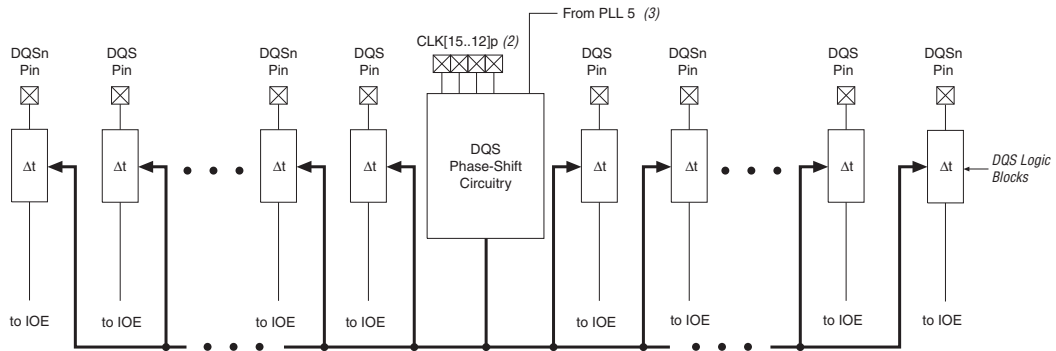 From PLL 5 (3)
CLK[15..12]p (2)
DQSn
Pin
DQS
Pin
DQSn
Pin
DQS
Pin
DQS
Pin
DQSn
Pin
DQS
Pin
DQSn
Pin
Δt
Δt
Δt
Δt
DQS
Phase-Shift
Circuitry
Δt
Δt
Δt
Δt
DQS Logic
Blocks
to IOE
to IOE
to IOE
to IOE
to IOE
to IOE
to IOE
to IOE